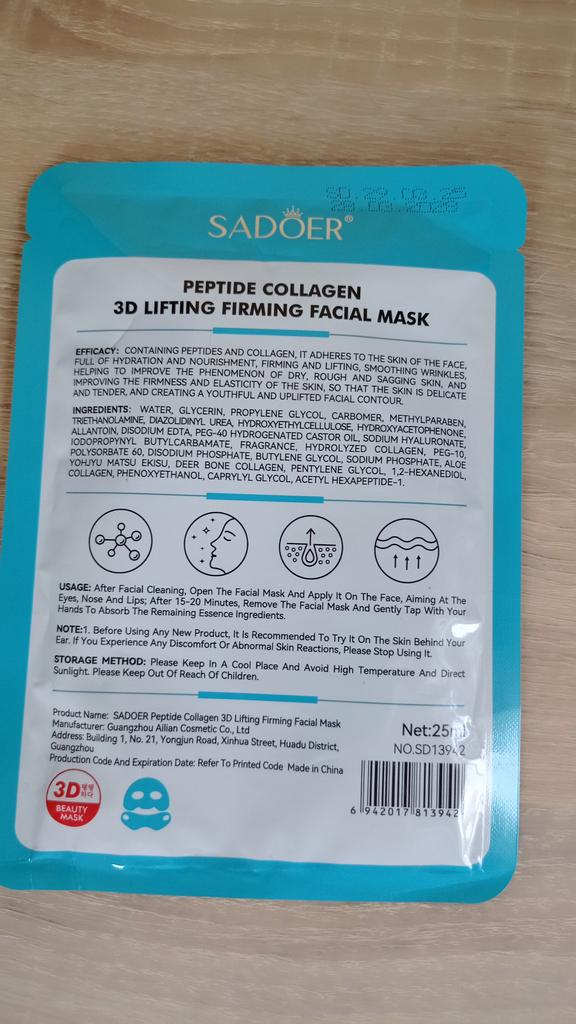 SD.29.03.25
28.03.2028
SADOER®
PEPTIDE COLLAGEN
3D LIFTING FIRMING FACIAL MASK
EFFICACY: CONTAINING PEPTIDES AND COLLAGEN, IT ADHERES TO THE SKIN OF THE FACE,
FULL OF HYDRATION AND NOURISHMENT, FIRMING AND LIFTING, SMOOTHING WRINKLES,
HELPING TO IMPROVE THE PHENOMENON OF DRY, ROUGH AND SAGGING SKIN, AND
IMPROVING THE FIRMNESS AND ELASTICITY OF THE SKIN, SO THAT THE SKIN IS DELICATE
AND TENDER, AND CREATING A YOUTHFUL AND UPLIFTED FACIAL CONTOUR.
INGREDIENTS: WATER, GLYCERIN, PROPYLENE GLYCOL, CARBOMER, METHYLPARABEN,
TRIETHANOLAMINE, DIAZOLIDINYL UREA, HYDROXYETHYLCELLULOSE, HYDROXYACETOPHENONE,
ALLANTOIN, DISODIUM EDTA, PEG-40 HYDROGENATED CASTOR OIL, SODIUM HYALURONATE,
IODOPROPYNYL BUTYLCARBAMATE, FRAGRANCE, HYDROLYZED COLLAGEN, PEG-10,
POLYSORBATE 60, DISODIUM PHOSPHATE, BUTYLENE GLYCOL, SODIUM PHOSPHATE, ALOE
YOHJYU MATSU EKISU, DEER BONE COLLAGEN, PENTYLENE GLYCOL, 1,2-HEXANEDIOL,
COLLAGEN, PHENOXYETHANOL, CAPRYLYL GLYCOL, ACETYL HEXAPEPTIDE-1.
USAGE: After Facial Cleaning, Open The Facial Mask And Apply It On The Face, Aiming At The
Eyes, Nose And Lips; After 15-20 Minutes, Remove The Facial Mask And Gently Tap With Your
Hands To Absorb The Remaining Essence Ingredients.
NOTE:1. Before Using Any New Product, It Is Recommended To Try It On The Skin Behind Your
Ear. If You Experience Any Discomfort Or Abnormal Skin Reactions, Please Stop Using It.
STORAGE METHOD: Please Keep In A Cool Place And Avoid High Temperature And Direct
Sunlight. Please Keep Out Of Reach Of Children.
Product Name: SADOER Peptide Collagen 3D Lifting Firming Facial Mask
Manufacturer: Guangzhou Ailian Cosmetic Co., Ltd
Address: Building 1, No. 21, Yongjun Road, Xinhua Street, Huadu District,
Guangzhou
Production Code And Expiration Date: Refer To Printed Code Made in China
Net:25ml
NO.SD13942
6 942017 813942
3D
BEAUTY
MASK